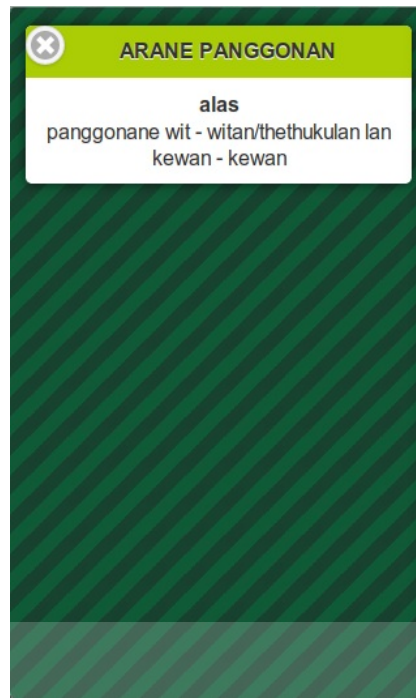 ARANE PANGGONAN
alas
panggonane wit - witan/thethukulan lan
kewan - kewan